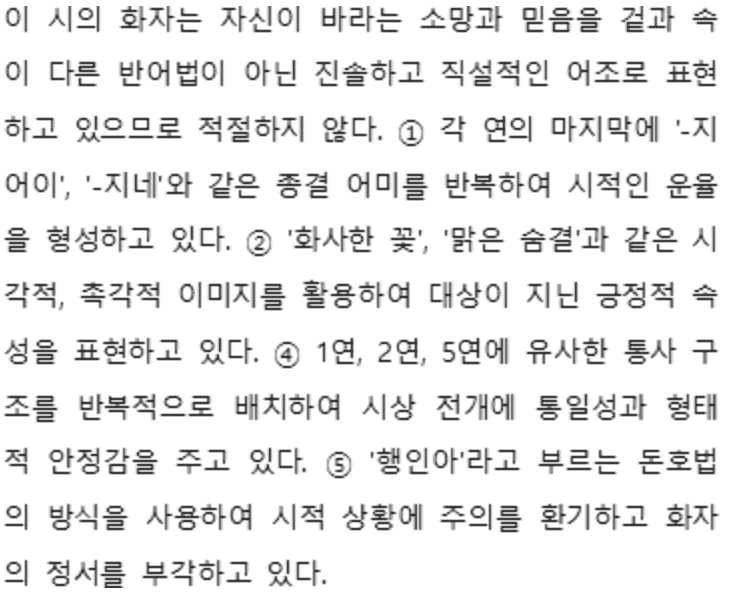 이 시의 화자는 자신이 바라는 소망과 믿음을 겉과 속
이 다른 반어법이 아닌 진솔하고 직설적인 어조로 표현
하고 있으므로 적절하지 않다. ① 각 연의 마지막에 '-지
어이', '-지네'와 같은 종결 어미를 반복하여 시적인 운율
을 형성하고 있다. ② '화사한 꽃', '맑은 숨결'과 같은 시
각적, 촉각적 이미지를 활용하여 대상이 지닌 긍정적 속
성을 표현하고 있다. ④ 1연, 2연, 5연에 유사한 통사 구
조를 반복적으로 배치하여 시상 전개에 통일성과 형태
적 안정감을 주고 있다. ⑤ '행인아'라고 부르는 돈호법
의 방식을 사용하여 시적 상황에 주의를 환기하고 화자
의 정서를 부각하고 있다.